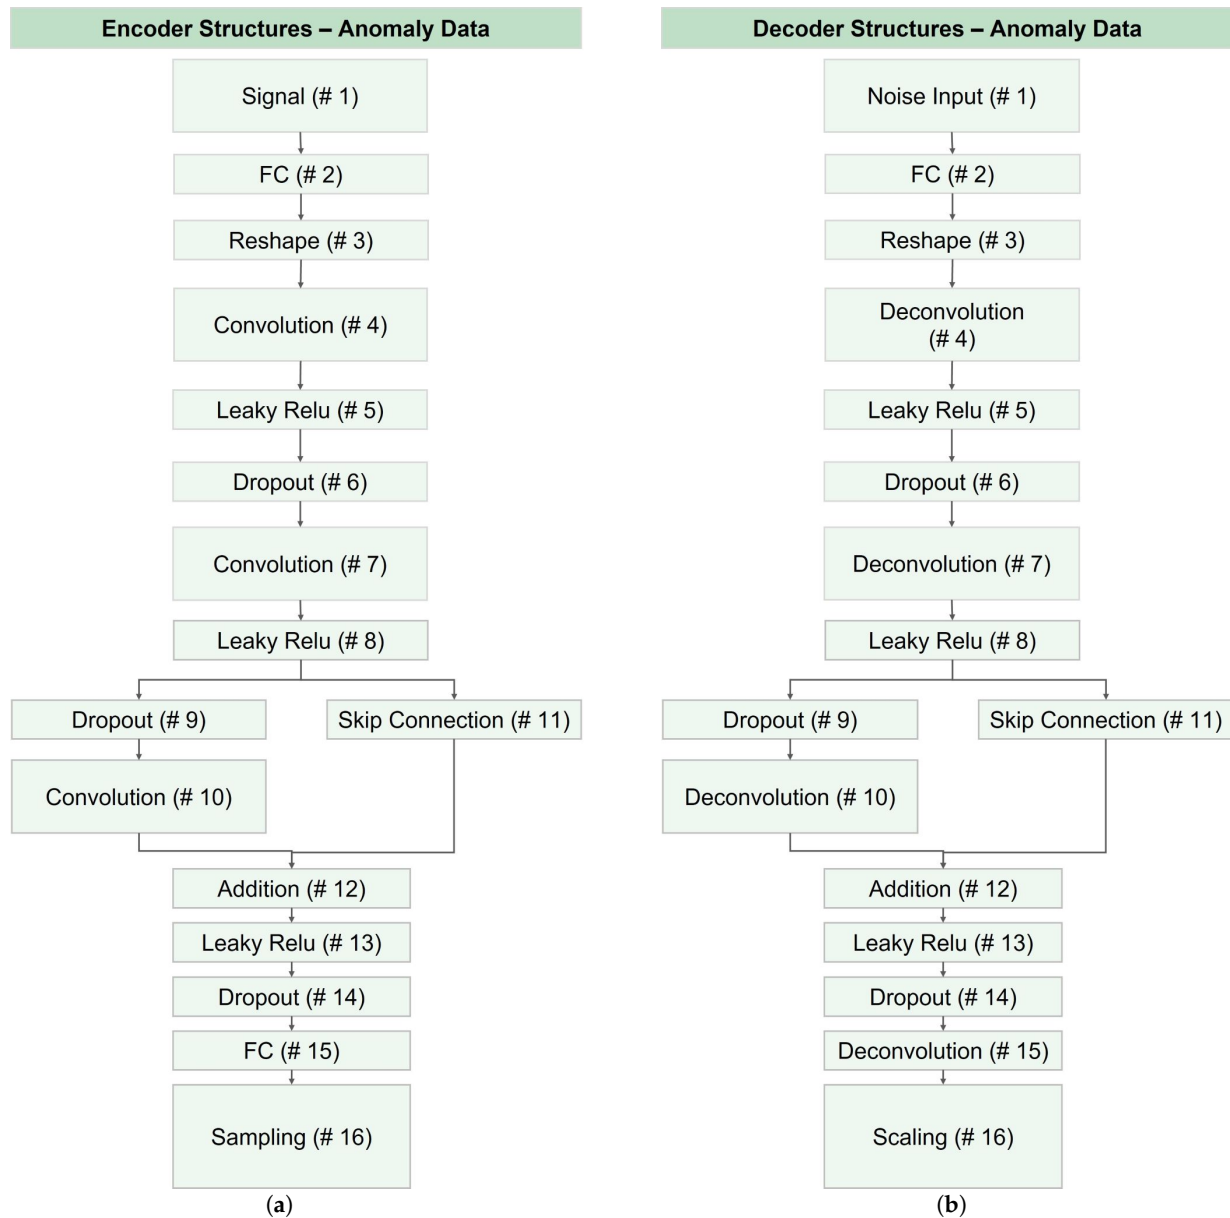 Encoder Structures – Anomaly Data
Signal (# 1)
FC (# 2)
Reshape (# 3)
Convolution (# 4)
Leaky Relu (# 5)
Dropout (# 6)
Convolution (# 7)
Leaky Relu (# 8)
Dropout (# 9)
Skip Connection (# 11)
Convolution (# 10)
Addition (# 12)
Leaky Relu (# 13)
Dropout (# 14)
FC (# 15)
Sampling (# 16)
(a)
Decoder Structures – Anomaly Data
Noise Input (# 1)
FC (# 2)
Reshape (# 3)
Deconvolution
(# 4)
Leaky Relu (# 5)
Dropout (# 6)
Deconvolution (# 7)
Leaky Relu (# 8)
Dropout (# 9)
Skip Connection (# 11)
Deconvolution (# 10)
Addition (# 12)
Leaky Relu (# 13)
Dropout (# 14)
Deconvolution (# 15)
Scaling (# 16)
(b)